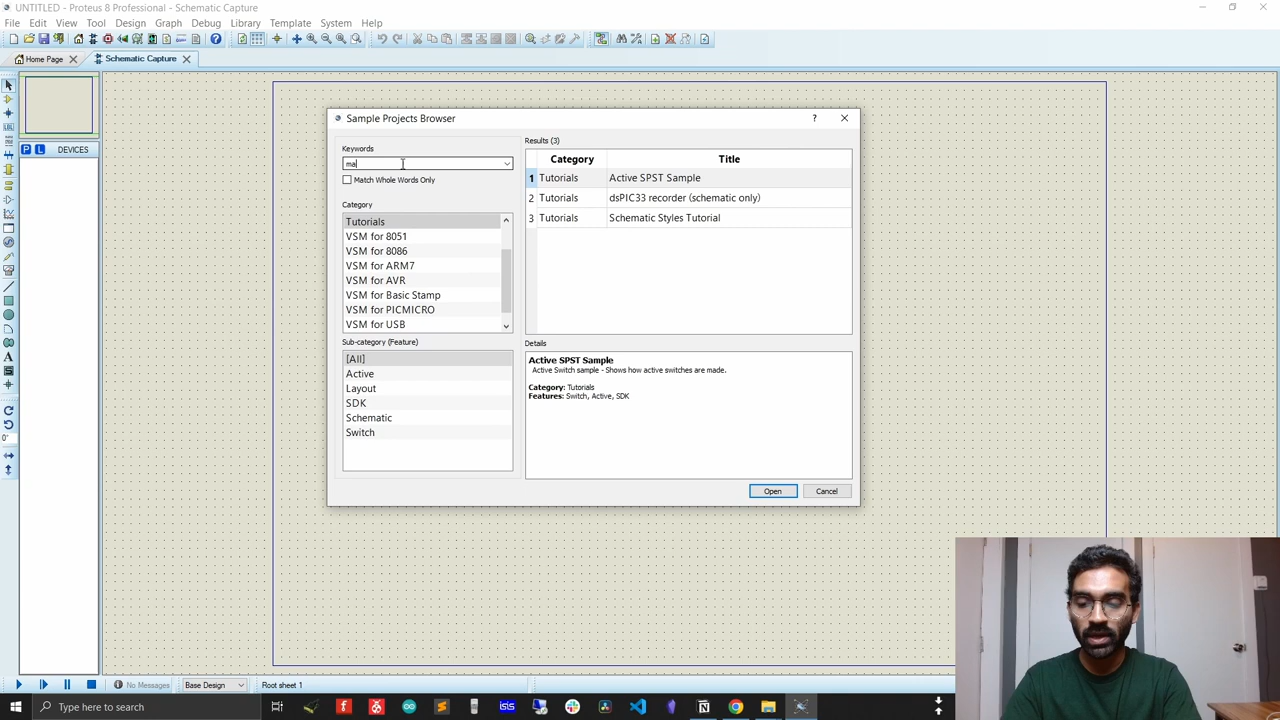 UNTITLED - Proteus 8 Professional - Schematic Capture
File Edit View Tool Design Graph Debug Library Template System Help
Home Page
Schematic Capture
P L DEVICES
Sample Projects Browser
?
Keywords
ma
Match Whole Words Only
Category
Tutorials
VSM for 8051
VSM for 8086
VSM for ARM7
VSM for AVR
VSM for Basic Stamp
VSM for PICMICRO
VSM for USB
Sub-category (Feature)
[All]
Active
Layout
SDK
Schematic
Switch
Results (3)
Category Title
1 Tutorials Active SPST Sample
2 Tutorials dsPIC33 recorder (schematic only)
3 Tutorials Schematic Styles Tutorial
Details
Active SPST Sample
Active Switch sample - Shows how active switches are made.
Category: Tutorials
Features: Switch, Active, SDK
Open Cancel
LBL
A
0°
No Messages Base Design Root sheet 1
Type here to search
isis